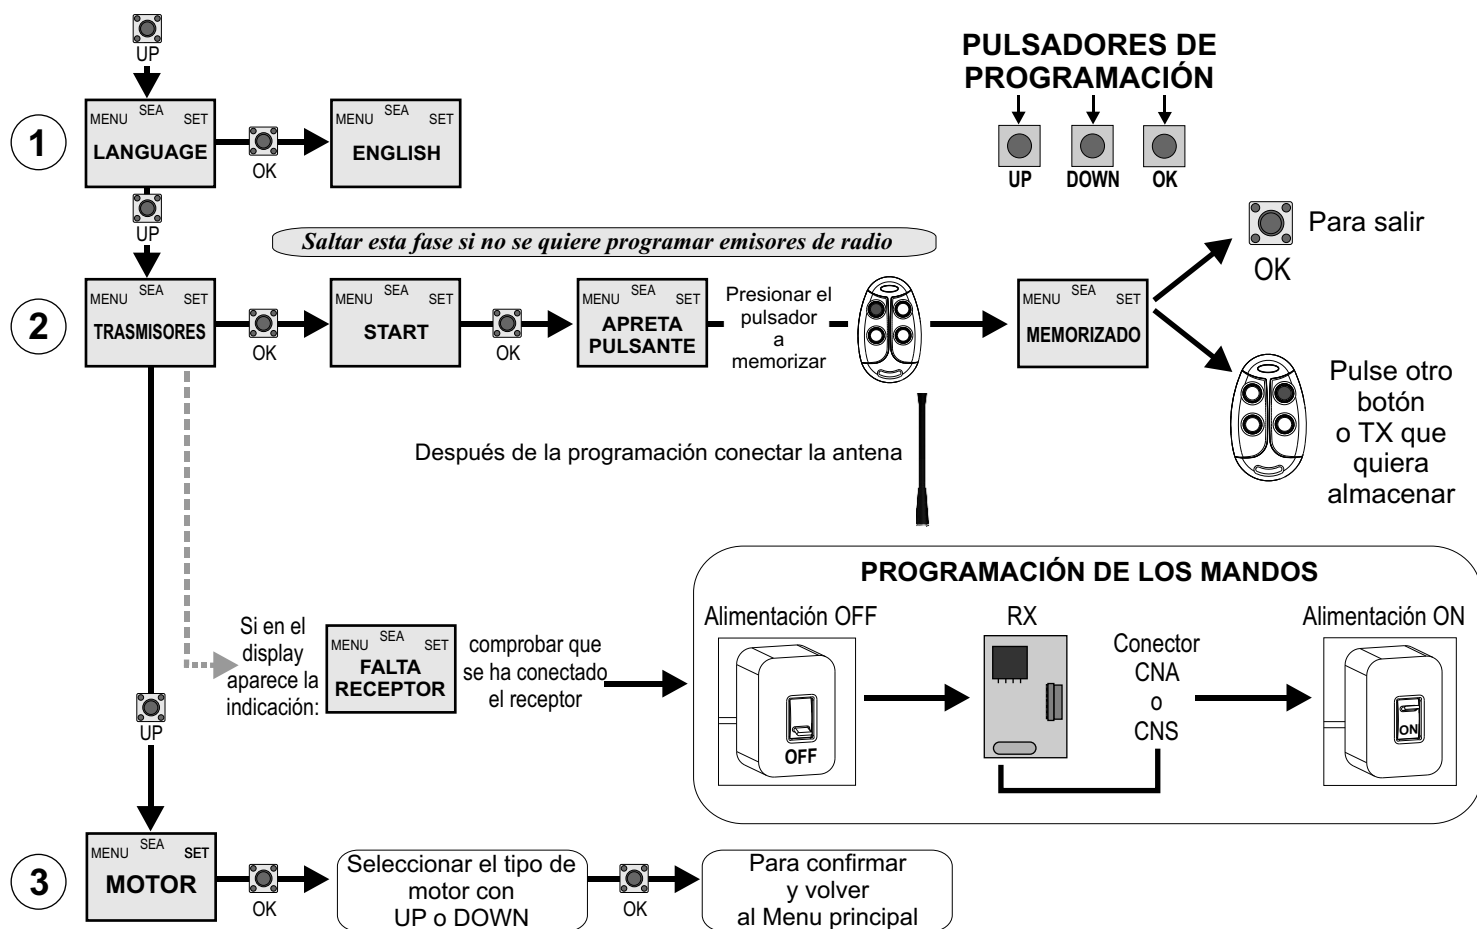 UP
PULSADORES DE
PROGRAMACIÓN
UP DOWN OK
1
MENU SEA SET
LANGUAGE
OK
MENU SEA SET
ENGLISH
UP
Saltar esta fase si no se quiere programar emisores de radio
2
MENU SEA SET
TRASMISORES
OK
MENU SEA SET
START
OK
MENU SEA SET
APRETA
PULSANTE
Presionar el
pulsador
a
memorizar
MENU SEA SET
MEMORIZADO
OK
Para salir
Pulse otro
botón
o TX que
quiera
almacenar
Después de la programación conectar la antena
Si en el
display
aparece la
indicación:
MENU SEA SET
FALTA
RECEPTOR
comprobar que
se ha conectado
el receptor
PROGRAMACIÓN DE LOS MANDOS
Alimentación OFF
OFF
RX
Conector
CNA
o
CNS
Alimentación ON
ON
UP
3
MENU SEA SET
MOTOR
OK
Seleccionar el tipo de
motor con
UP o DOWN
OK
Para confirmar
y volver
al Menu principal